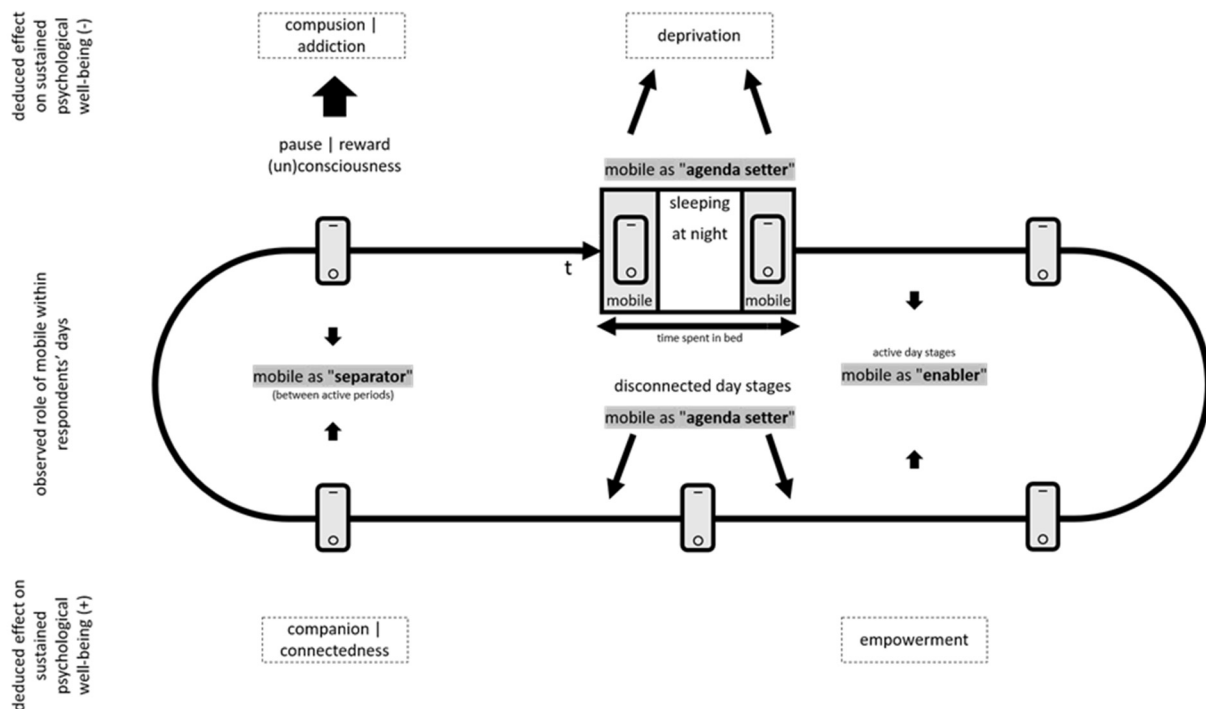 deduced effect
on sustained
psychological
well-being (-)
compusion |
addiction
deprivation
pause | reward
(un)consciousness
mobile as "agenda setter"
sleeping
at night
mobile
mobile
t
time spent in bed
observed role of mobile within
respondents' days
mobile as "separator"
(between active periods)
disconnected day stages
mobile as "agenda setter"
active day stages
mobile as "enabler"
deduced effect on
sustained
psychological
well-being (+)
companion |
connectedness
empowerment